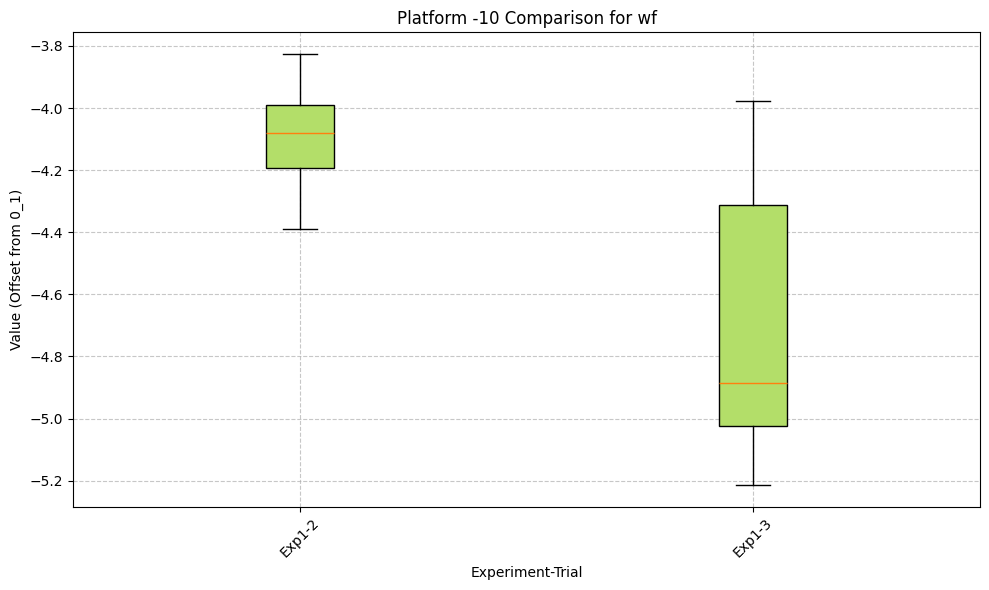 Platform -10 Comparison for wf
Value (Offset from 0_1)
−3.8
−4.0
−4.2
−4.4
−4.6
−4.8
−5.0
−5.2
Exp1-2
Exp1-3
Experiment-Trial